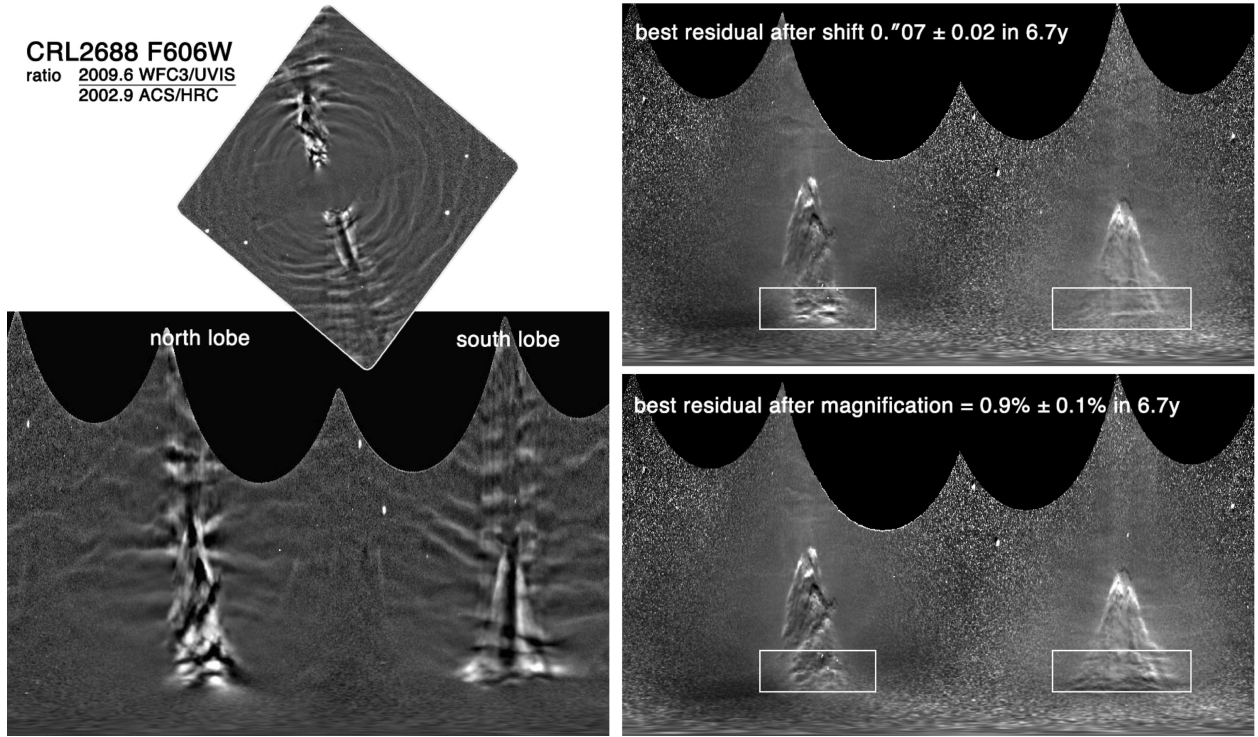 CRL2688 F606W
ratio 2009.6 WFC3/UVIS
2002.9 ACS/HRC
north lobe
south lobe
best residual after shift 0."07 ± 0.02 in 6.7y
best residual after magnification = 0.9% ± 0.1% in 6.7y